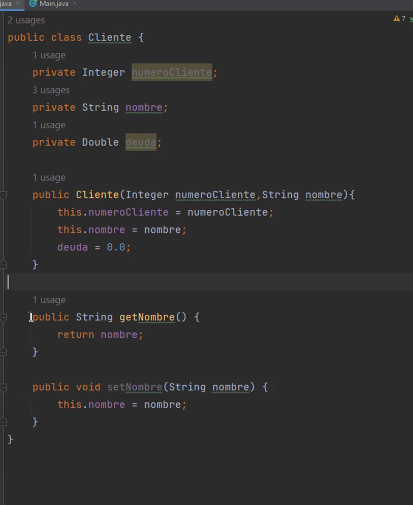 java Main.java
2 usages
7
public class Cliente {
1 usage
private Integer numeroCliente;
3 usages
private String nombre;
1 usage
private Double deuda;
1 usage
public Cliente(Integer numeroCliente,String nombre){
this.numeroCliente = numeroCliente;
this.nombre = nombre;
deuda = 0.0;
}
1 usage
public String getNombre() {
return nombre;
}
public void setNombre(String nombre) {
this.nombre = nombre;
}
}